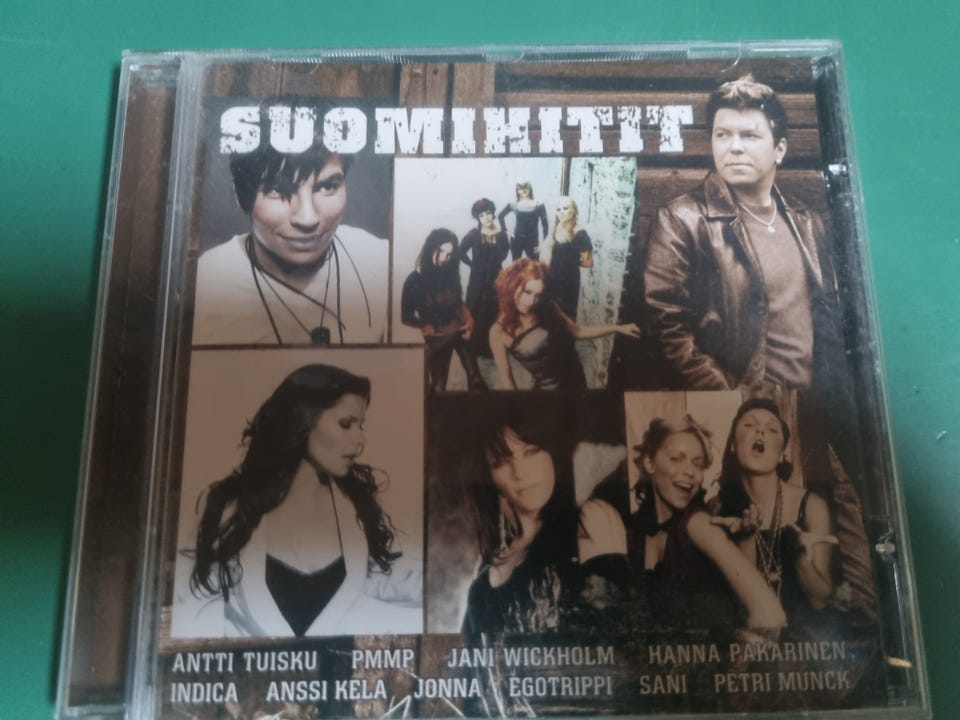 SUOMIHITIT
ANTTI TUISKU PMMP JANI WICKHOLM HANNA PAKARINEN
INDICA ANSSI KELA JONNA EGOTRIPPI SANI PETRI MUNCK